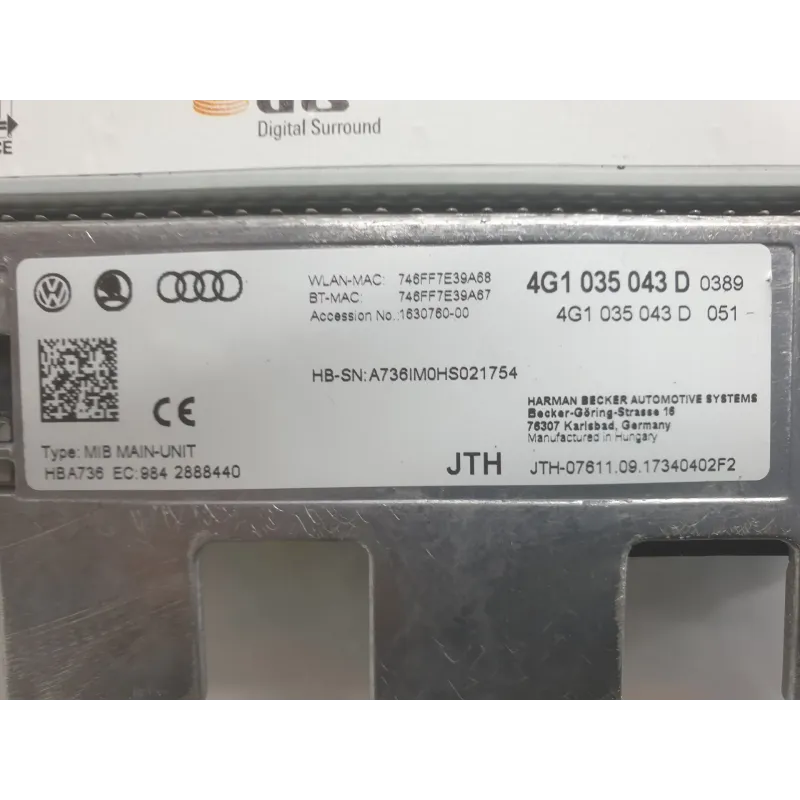 Digital Surround
CE
WLAN-MAC: 746FF7E39A68
BT-MAC: 746FF7E39A67
Accession No.:1630760-00
4G1 035 043 D 0389
4G1 035 043 D 051
HB-SN: A736IM0HS021754
CE
HARMAN BECKER AUTOMOTIVE SYSTEMS
Becker-Göring-Strasse 16
76307 Karlsbad, Germany
Manufactured in Hungary
Type: MIB MAIN-UNIT
HBA736 EC:984 2888440
JTH JTH-07611.09.17340402F2